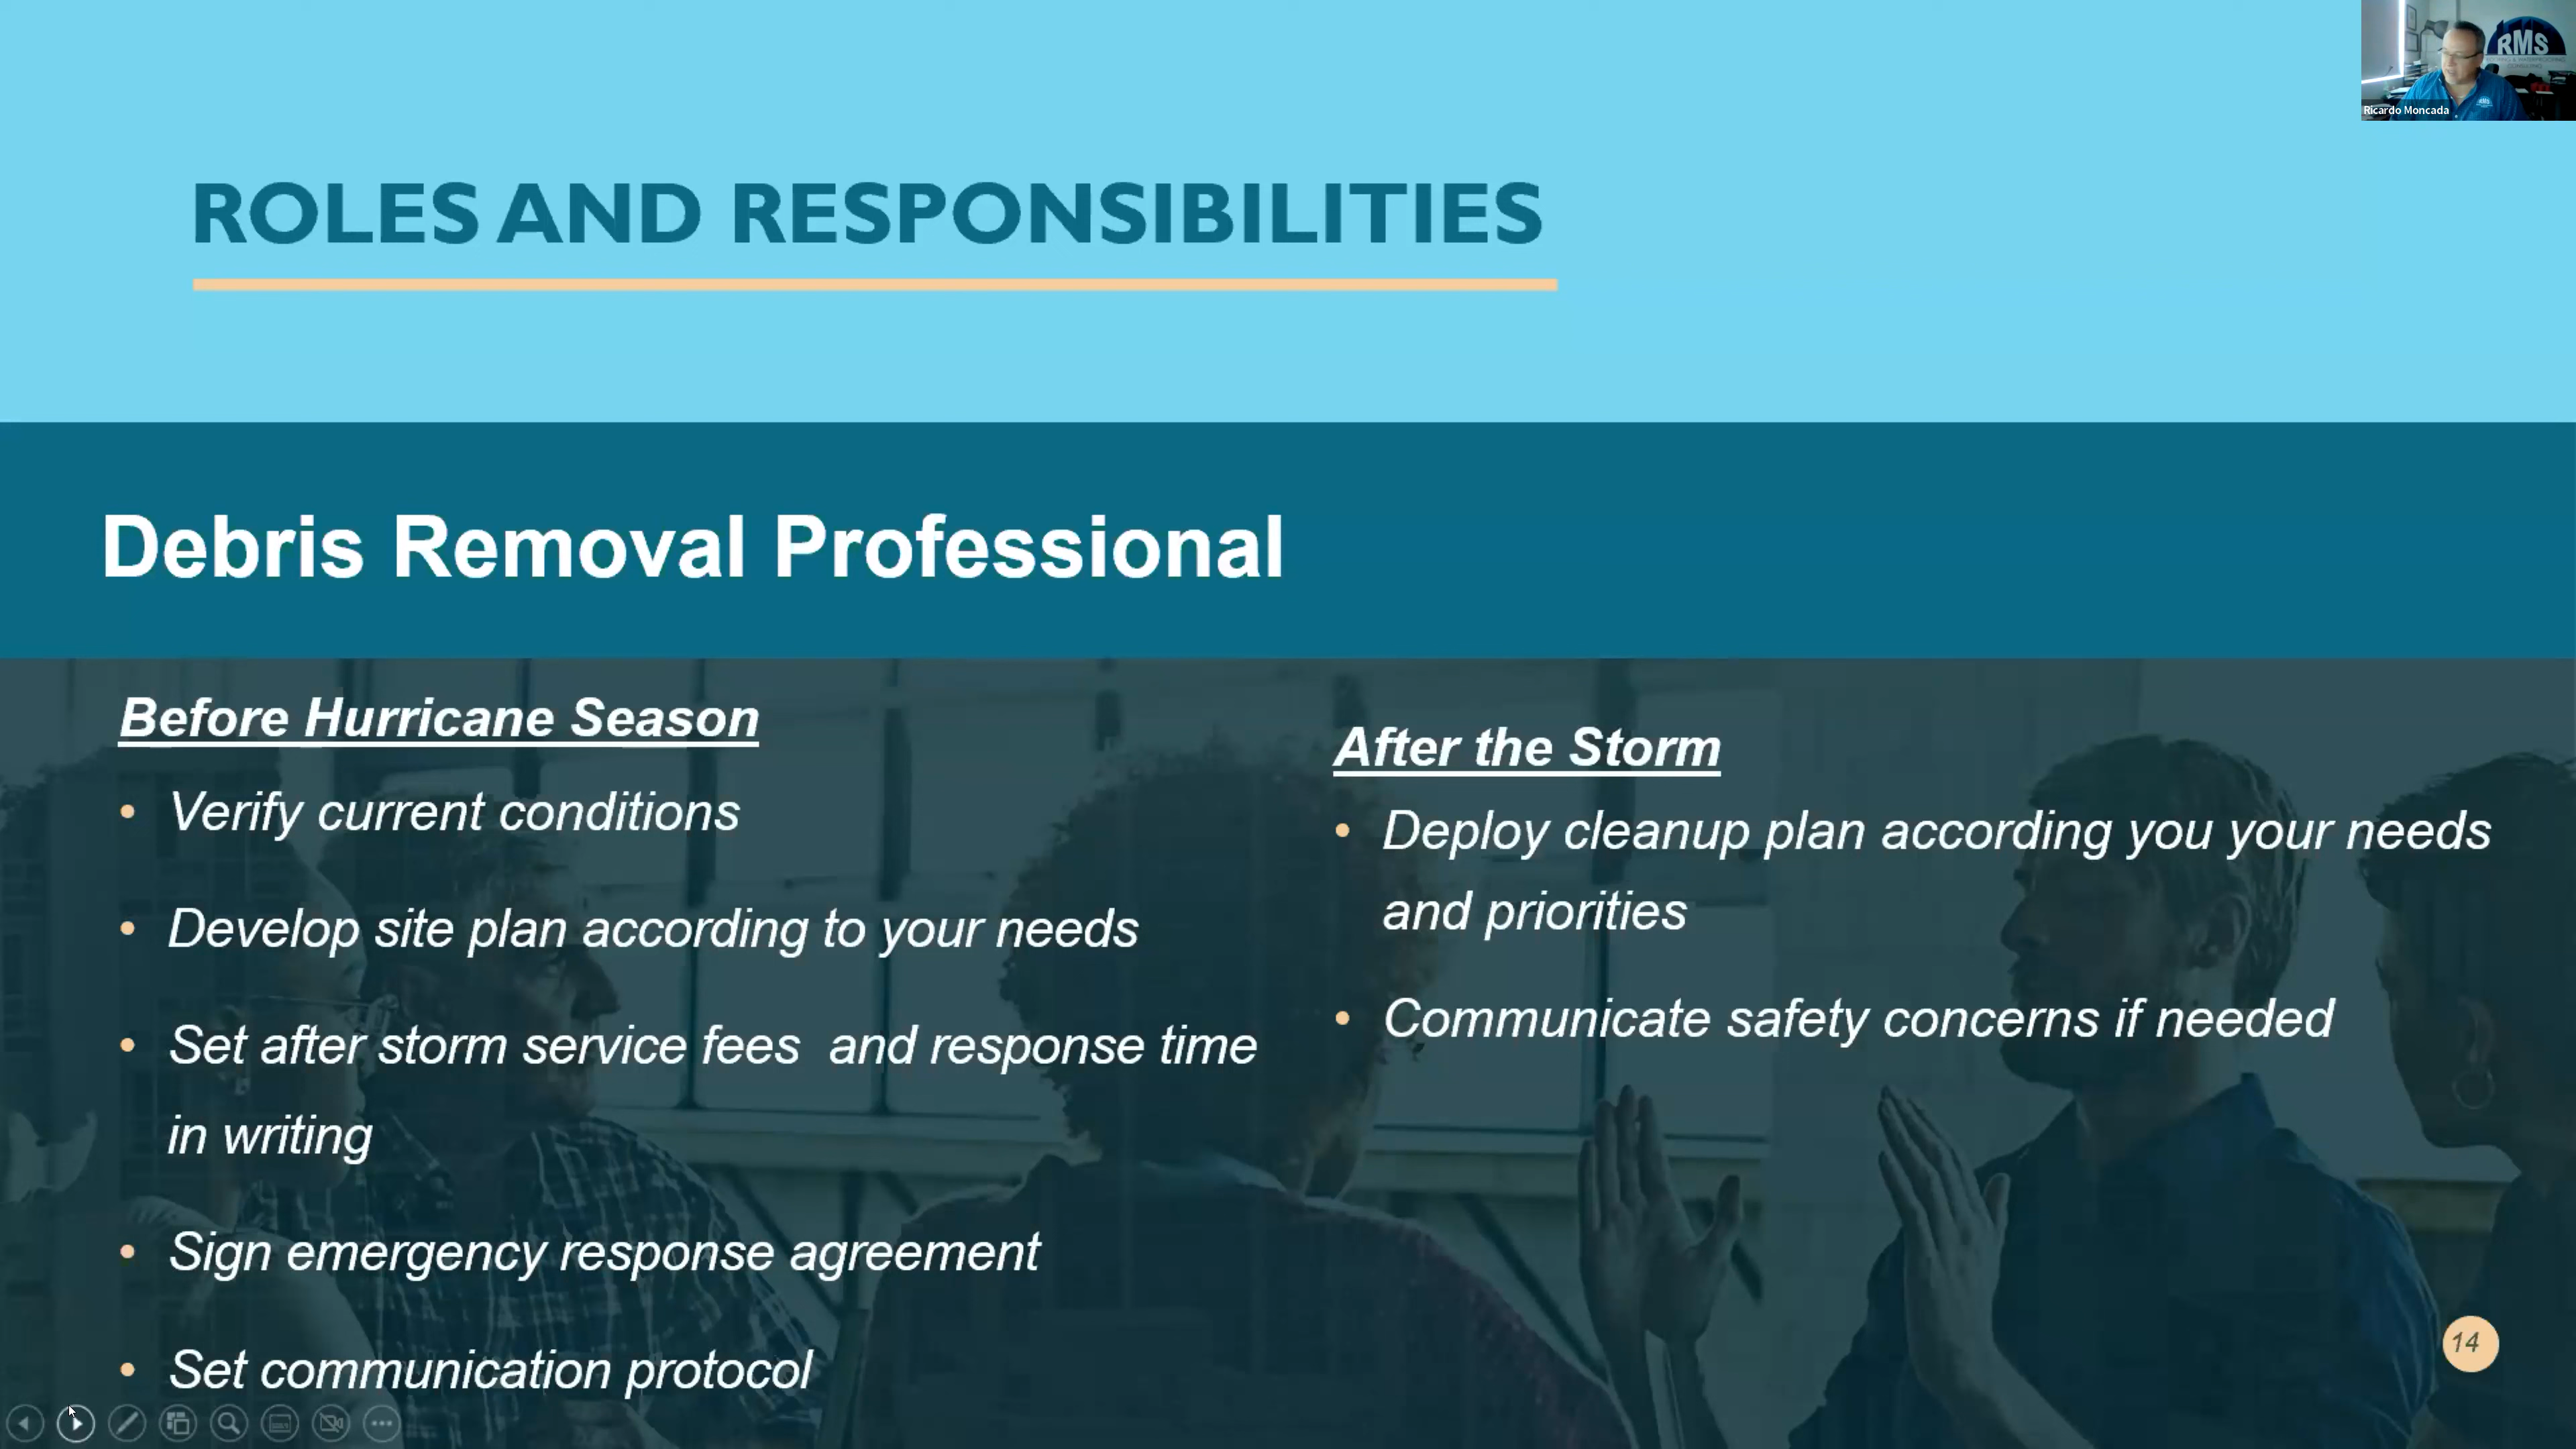 RMS
Ricardo Moncada
ROLES AND RESPONSIBILITIES
Debris Removal Professional
Before Hurricane Season
• Verify current conditions
• Develop site plan according to your needs
• Set after storm service fees  and response time
in writing
• Sign emergency response agreement
• Set communication protocol
After the Storm
• Deploy cleanup plan according you your needs
and priorities
• Communicate safety concerns if needed
14